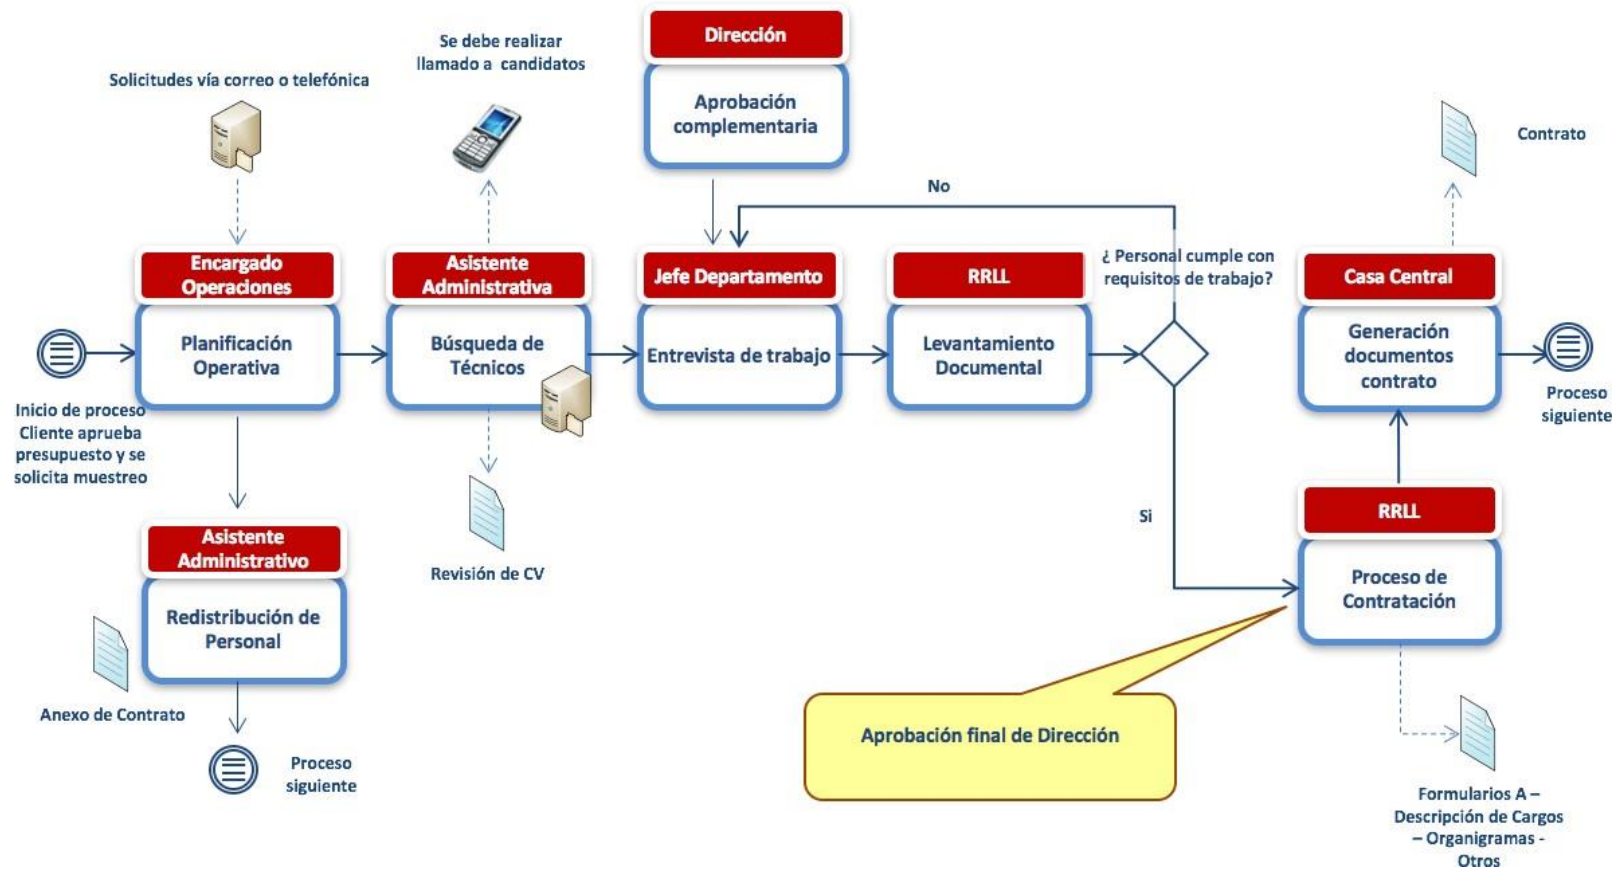 Solicitudes vía correo o telefónica
Se debe realizar
llamado a candidatos
Dirección
Aprobación
complementaria
Contrato
No
Encargado
Operaciones
Planificación
Operativa
Asistente
Administrativa
Búsqueda de
Técnicos
Jefe Departamento
Entrevista de trabajo
RRLL
Levantamiento
Documental
¿ Personal cumple con
requisitos de trabajo?
Casa Central
Generación
documentos
contrato
Proceso
siguiente
Inicio de proceso
Cliente aprueba
presupuesto y se
solicita muestreo
Revisión de CV
Si
RRLL
Proceso de
Contratación
Asistente
Administrativo
Redistribución de
Personal
Anexo de Contrato
Proceso
siguiente
Aprobación final de Dirección
Formularios A –
Descripción de Cargos
– Organigramas -
Otros